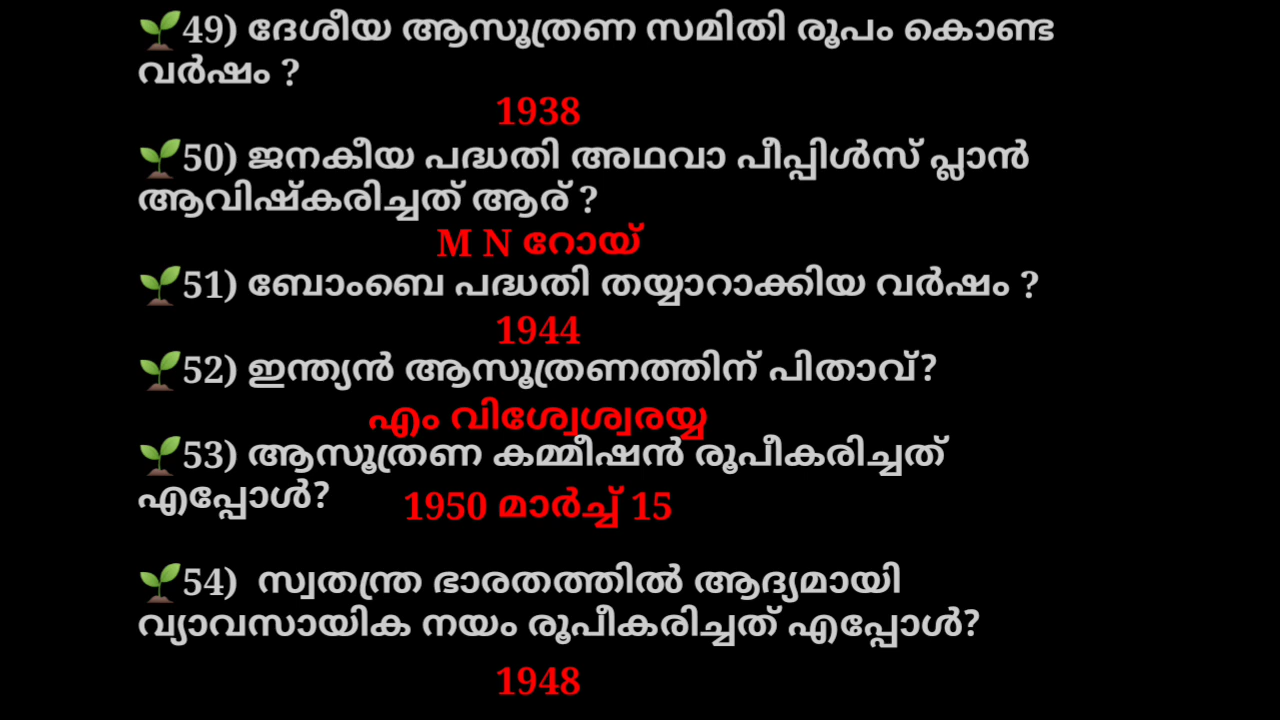 🌱49) ദേശീയ ആസൂത്രണ സമിതി രൂപം കൊണ്ട
വർഷം ?
1938
🌱50) ജനകീയ പദ്ധതി അഥവാ പീപ്പിൾസ് പ്ലാൻ
ആവിഷ്കരിച്ചത് ആര് ?
M N റോയ്
🌱51) ബോംബെ പദ്ധതി തയ്യാറാക്കിയ വർഷം ?
1944
🌱52) ഇന്ത്യൻ ആസൂത്രണത്തിന് പിതാവ്?
എം വിശ്വേശ്വരയ്യ
🌱53) ആസൂത്രണ കമ്മീഷൻ രൂപീകരിച്ചത്
എപ്പോൾ?
1950 മാർച്ച് 15
🌱54) സ്വതന്ത്ര ഭാരതത്തിൽ ആദ്യമായി
വ്യാവസായിക നയം രൂപീകരിച്ചത് എപ്പോൾ?
1948